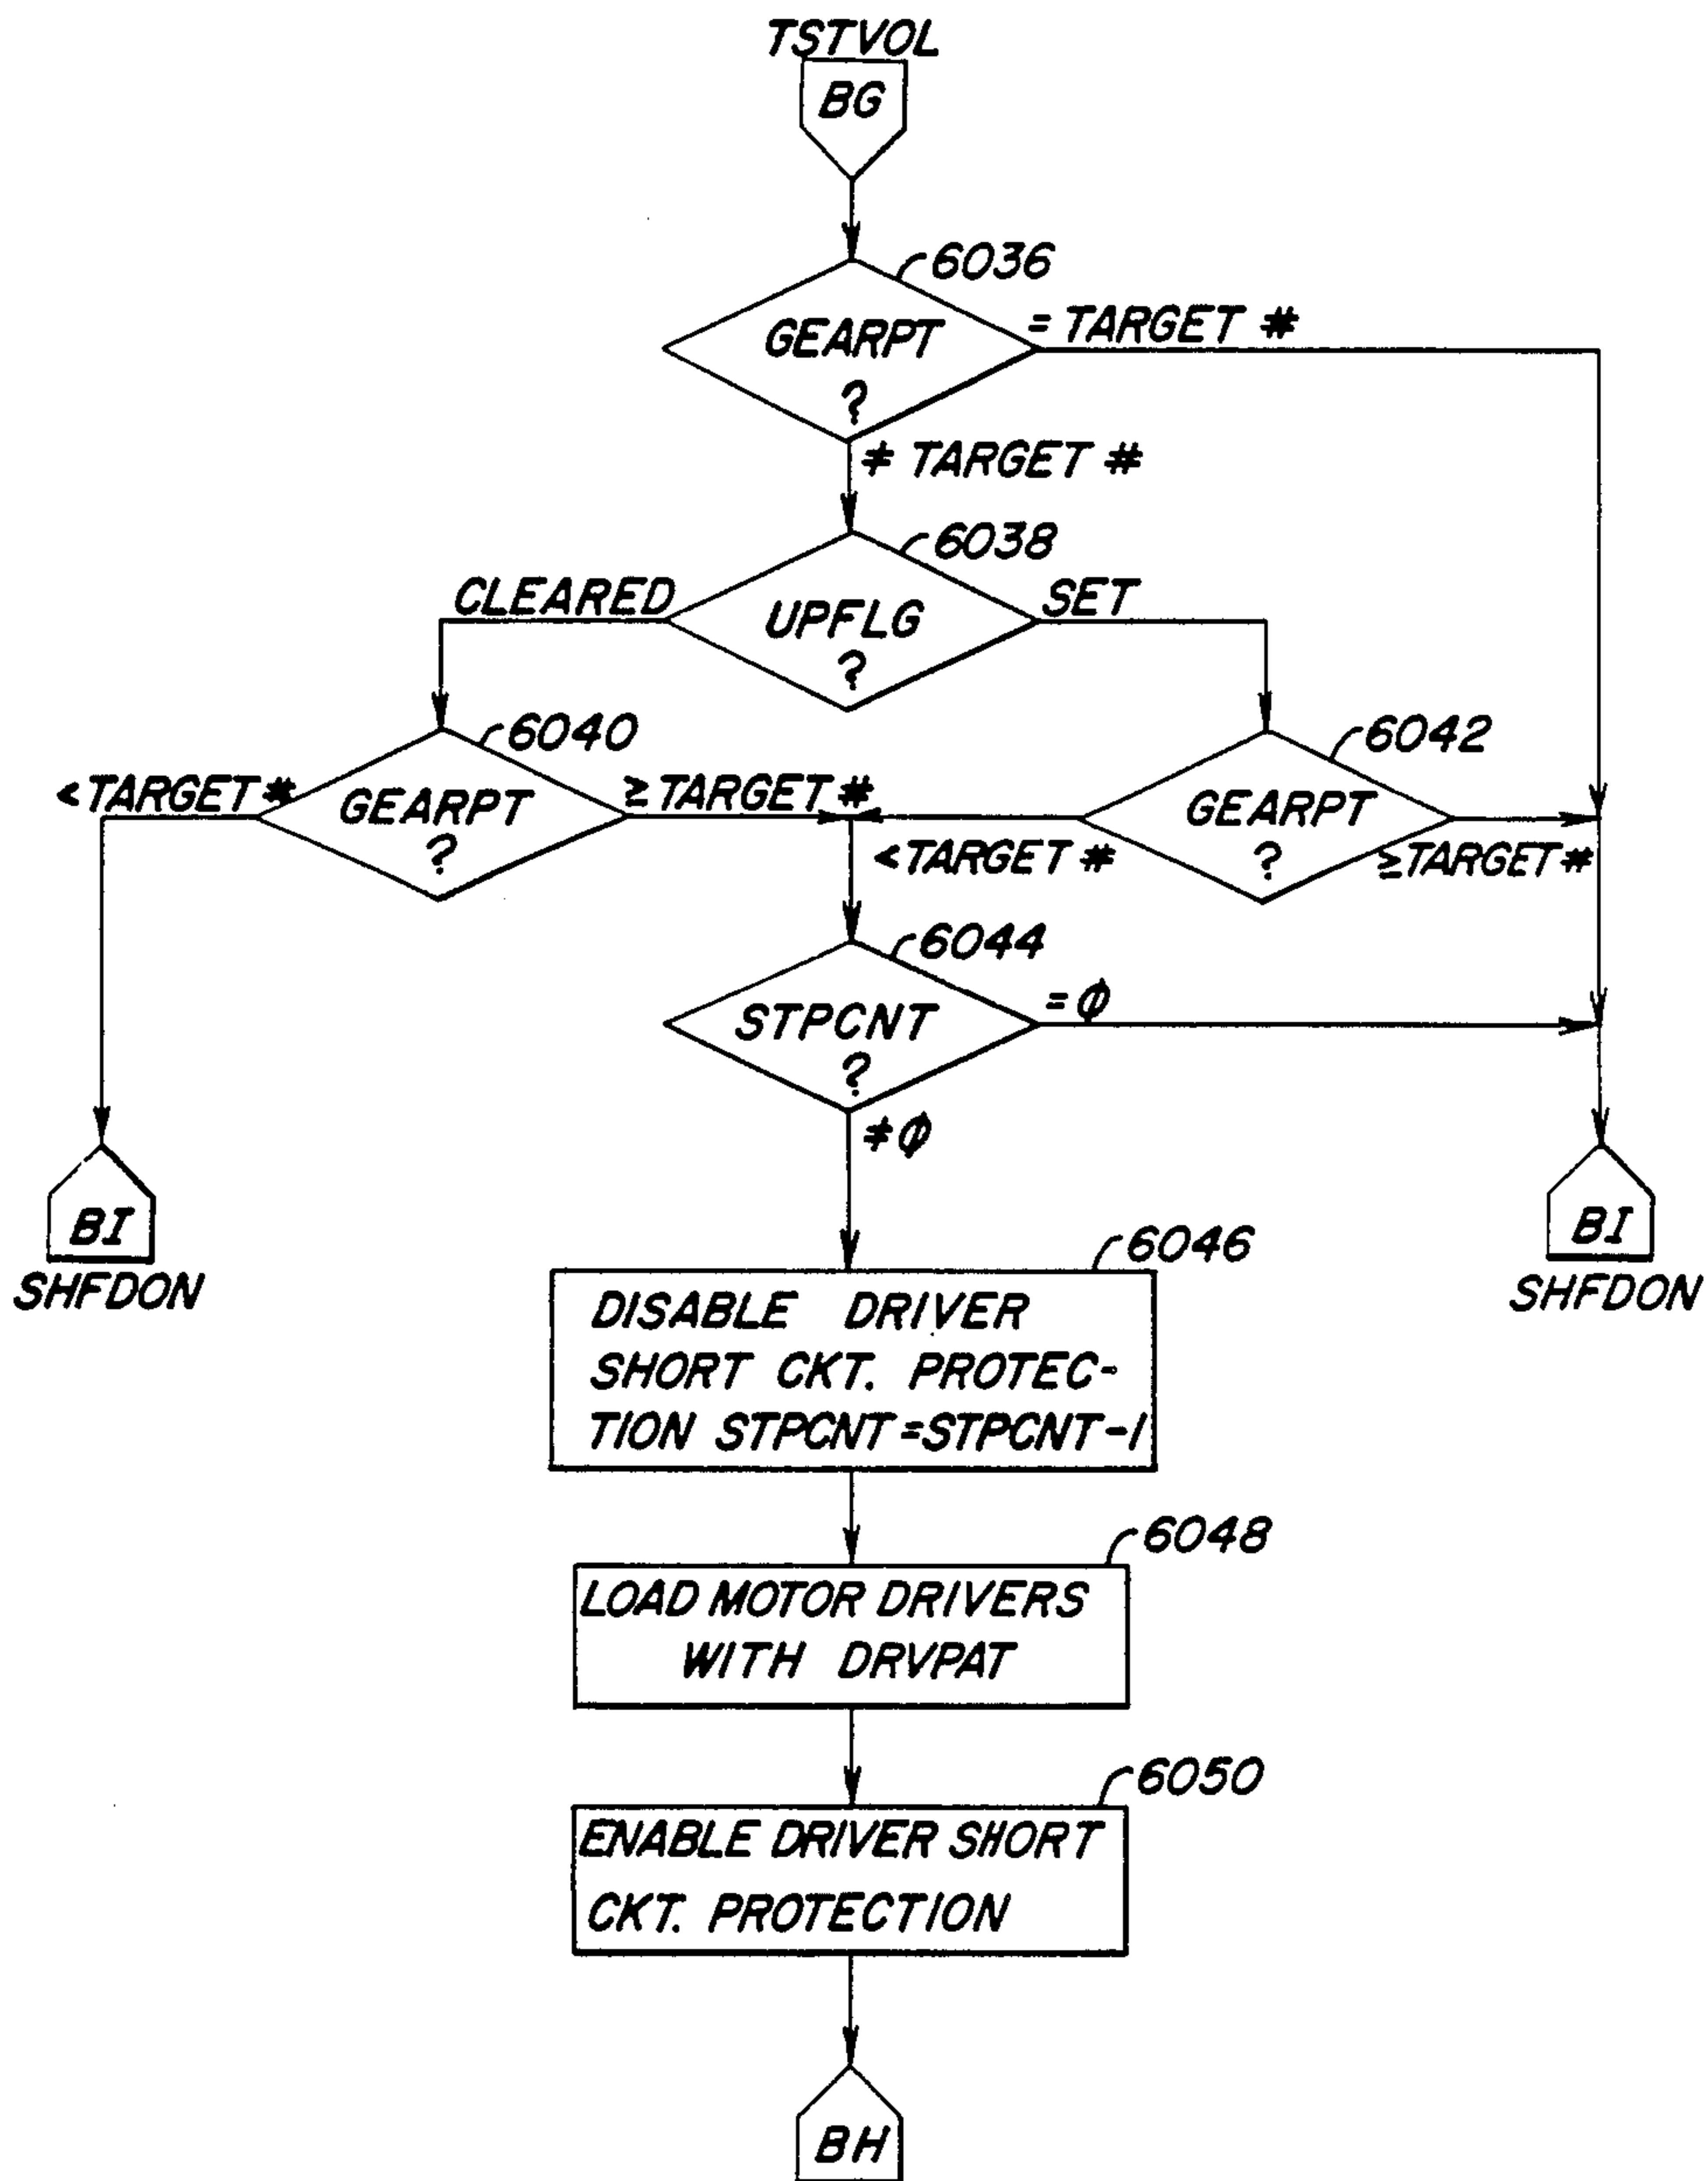 TSTVOL
BG
6036
GEARPT
?
= TARGET #
≠ TARGET #
6038
CLEARED
UPFLG
?
SET
6040
<TARGET #
GEARPT
?
≥ TARGET #
6042
GEARPT
?
<TARGET #
≥TARGET #
6044
STPCNT
?
=φ
≠φ
BI
SHFDON
BI
SHFDON
6046
DISABLE DRIVER
SHORT CKT. PROTEC-
TION STPCNT=STPCNT-1
6048
LOAD MOTOR DRIVERS
WITH DRVPAT
6050
ENABLE DRIVER SHORT
CKT. PROTECTION
BH